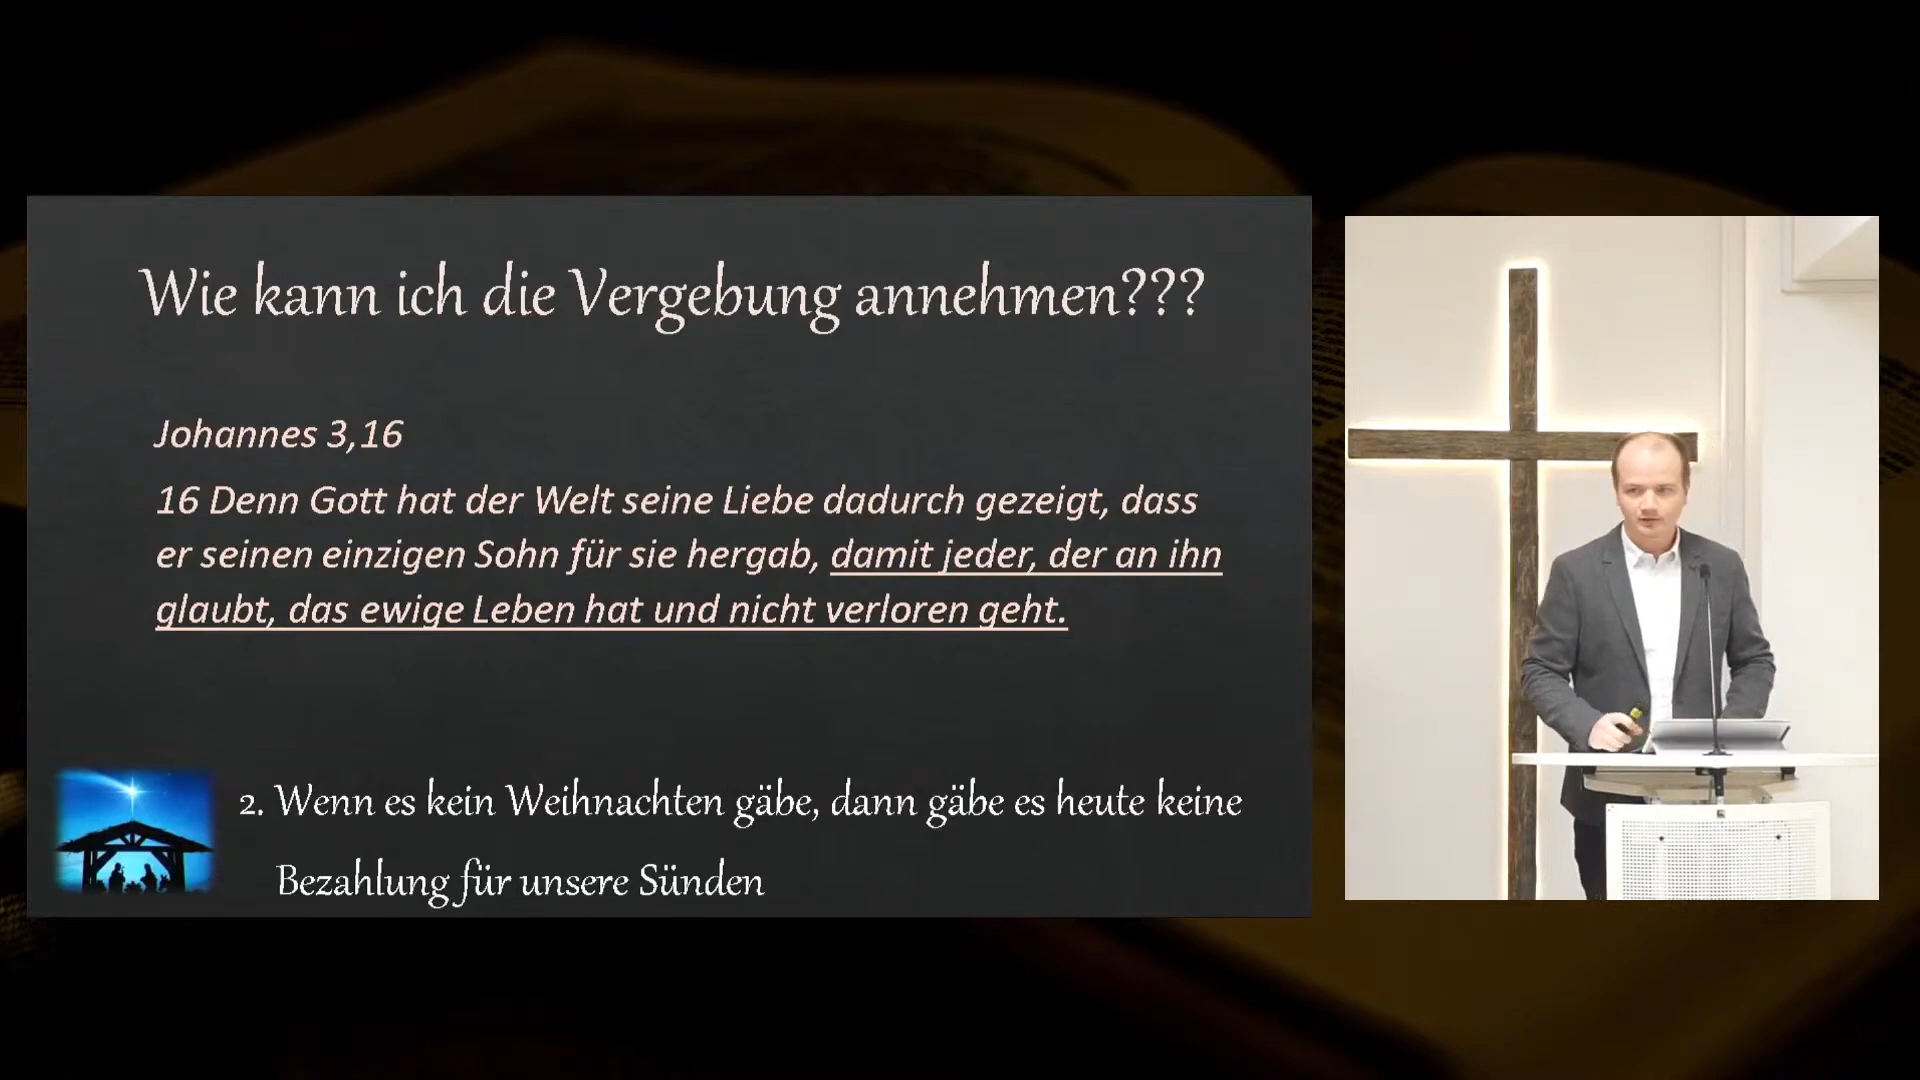 Wie kann ich die Vergebung annehmen???
Johannes 3,16
16 Denn Gott hat der Welt seine Liebe dadurch gezeigt, dass
er seinen einzigen Sohn für sie hergab, damit jeder, der an ihn
glaubt, das ewige Leben hat und nicht verloren geht.
2. Wenn es kein Weihnachten gäbe, dann gäbe es heute keine
Bezahlung für unsere Sünden